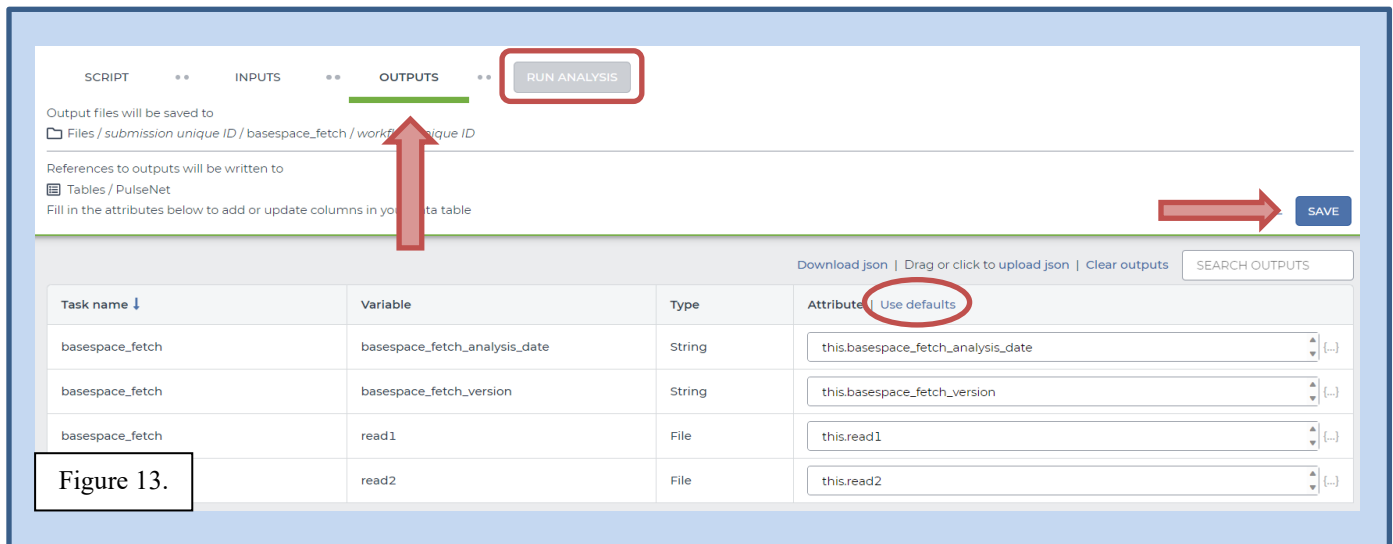 SCRIPT INPUTS OUTPUTS RUN ANALYSIS
Output files will be saved to
Files / submission unique ID / basespace_fetch / ID
References to outputs will be written to
Tables / PulseNet
Fill in the attributes below to add or update columns in table
SAVE
Download json | Drag or click to upload json | Clear outputs SEARCH OUTPUTS
Task name ↓ Variable Type Attribute | Use defaults
basespace_fetch basespace_fetch_analysis_date String this.basespace_fetch_analysis_date {...}
basespace_fetch basespace_fetch_version String this.basespace_fetch_version {...}
basespace_fetch read1 File this.read1 {...}
Figure 13. read2 File this.read2 {...}